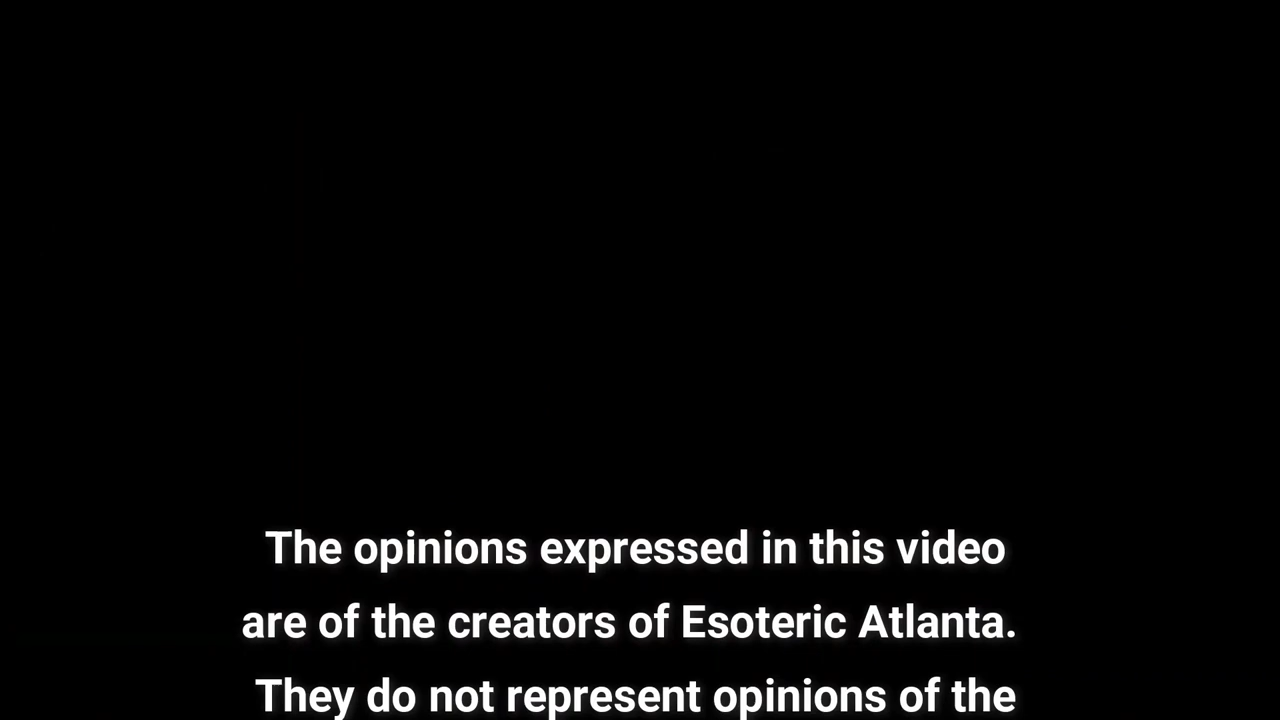 The opinions expressed in this video
are of the creators of Esoteric Atlanta.
They do not represent opinions of the